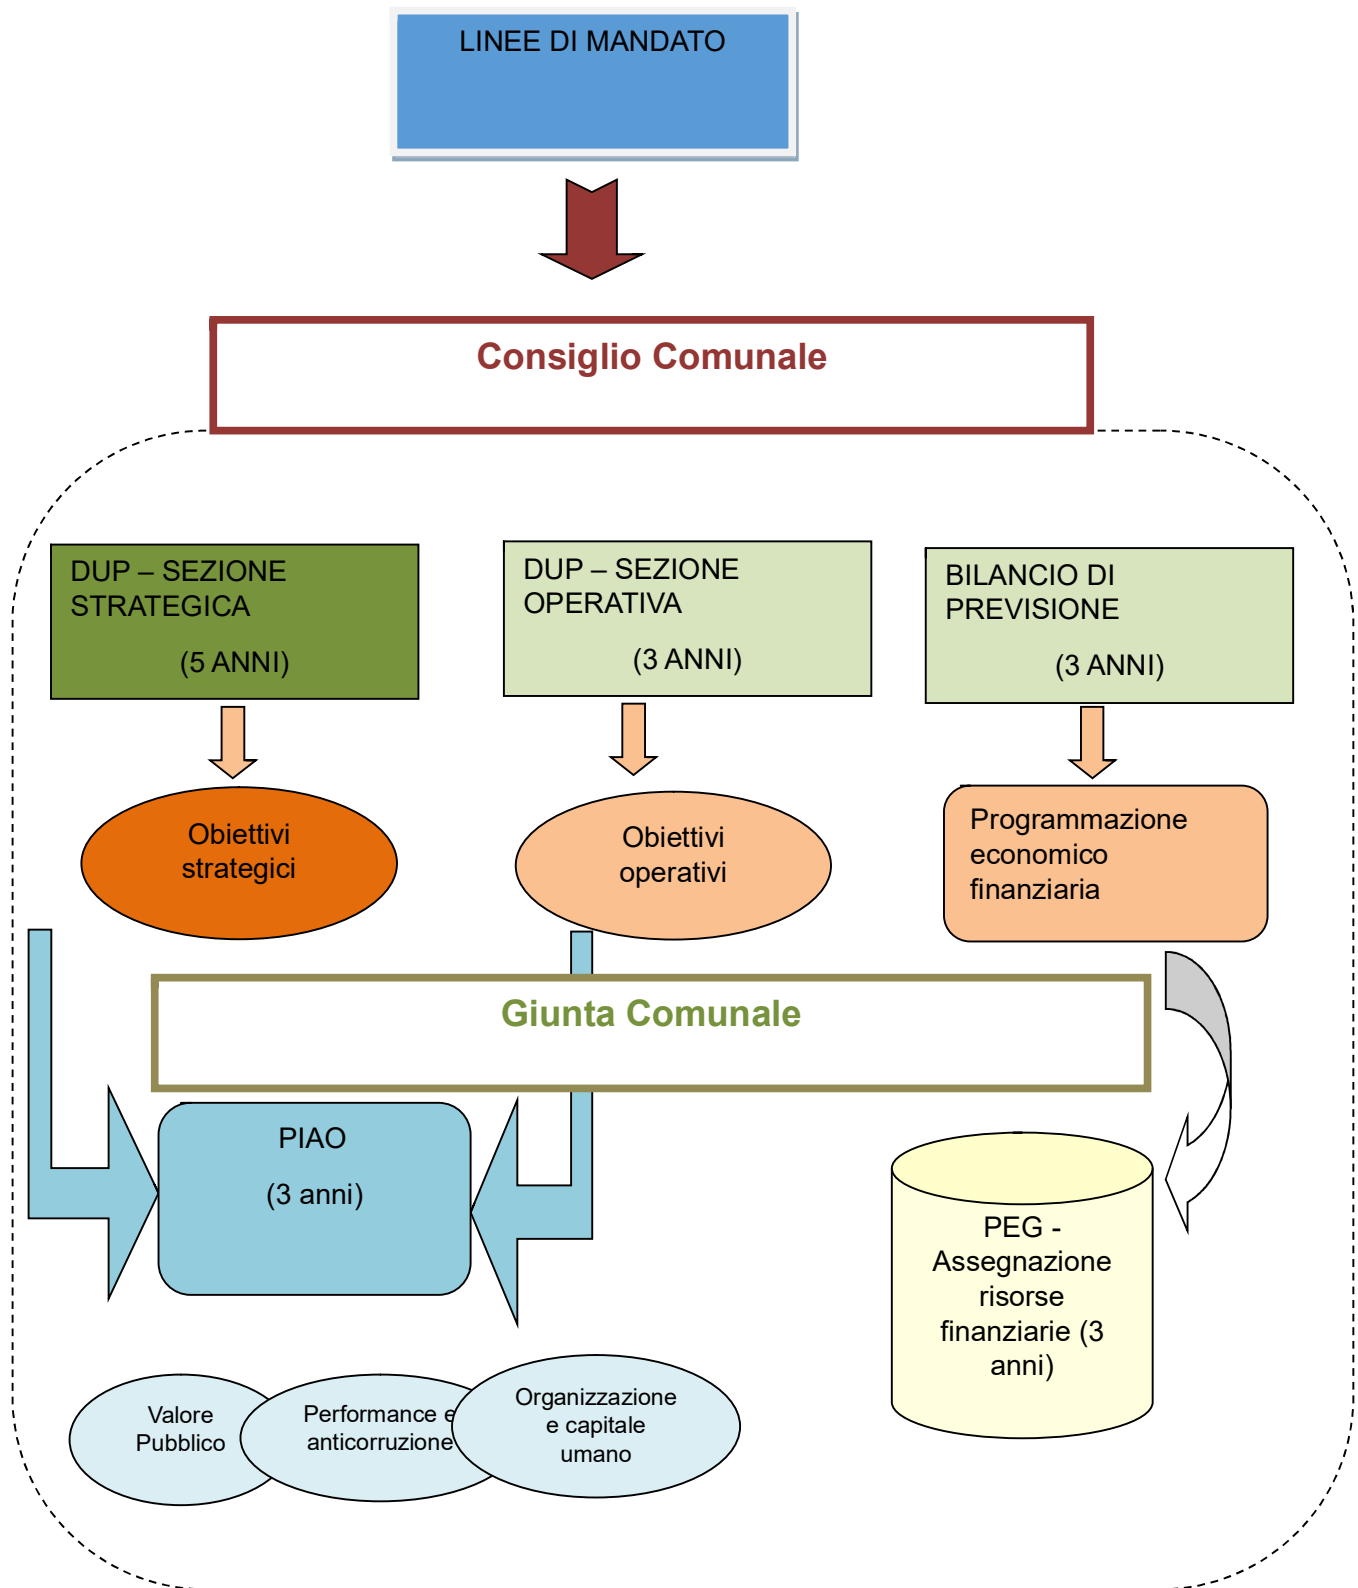 LINEE DI MANDATO
Consiglio Comunale
DUP – SEZIONE
STRATEGICA
(5 ANNI)
DUP – SEZIONE
OPERATIVA
(3 ANNI)
BILANCIO DI
PREVISIONE
(3 ANNI)
Obiettivi
strategici
Obiettivi
operativi
Programmazione
economico
finanziaria
Giunta Comunale
PIAO
(3 anni)
PEG -
Assegnazione
risorse
finanziarie (3
anni)
Valore
Pubblico
Performance e
anticorruzione
Organizzazione
e capitale
umano